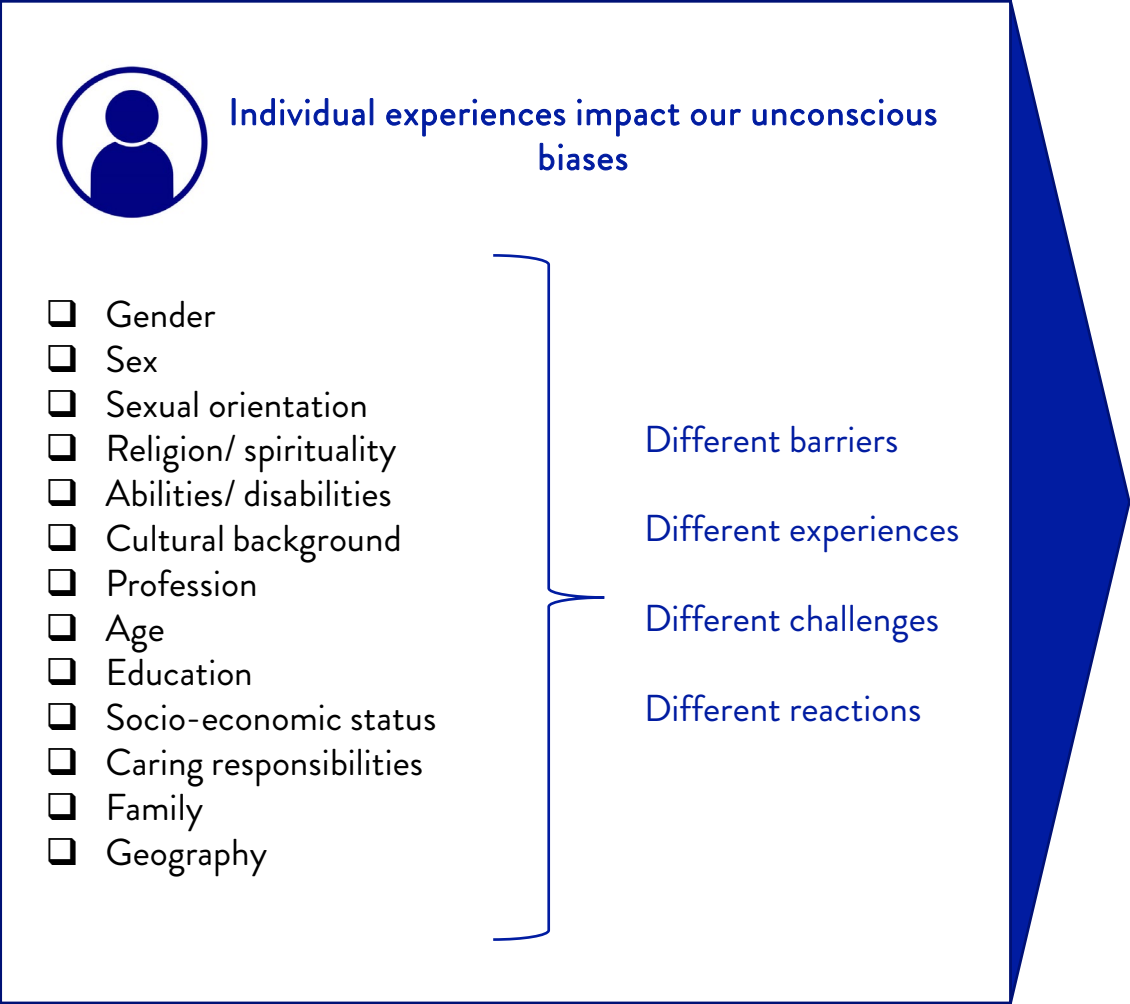 Individual experiences impact our unconscious
biases
Gender
Sex
Sexual orientation
Religion/ spirituality
Abilities/ disabilities
Cultural background
Profession
Age
Education
Socio-economic status
Caring responsibilities
Family
Geography
Different barriers
Different experiences
Different challenges
Different reactions